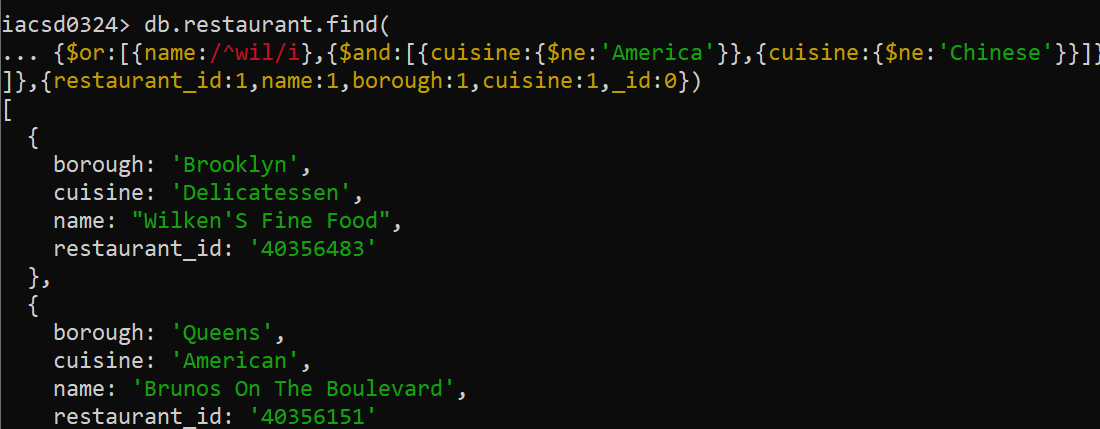 iacsd0324> db.restaurant.find(
... {$or:[{name:/^wil/i},{$and:[{cuisine:{$ne:'America'}},{cuisine:{$ne:'Chinese'}}]}
]},{restaurant_id:1,name:1,borough:1,cuisine:1,_id:0})
[
  {
    borough: 'Brooklyn',
    cuisine: 'Delicatessen',
    name: "Wilken'S Fine Food",
    restaurant_id: '40356483'
  },
  {
    borough: 'Queens',
    cuisine: 'American',
    name: 'Brunos On The Boulevard',
    restaurant_id: '40356151'